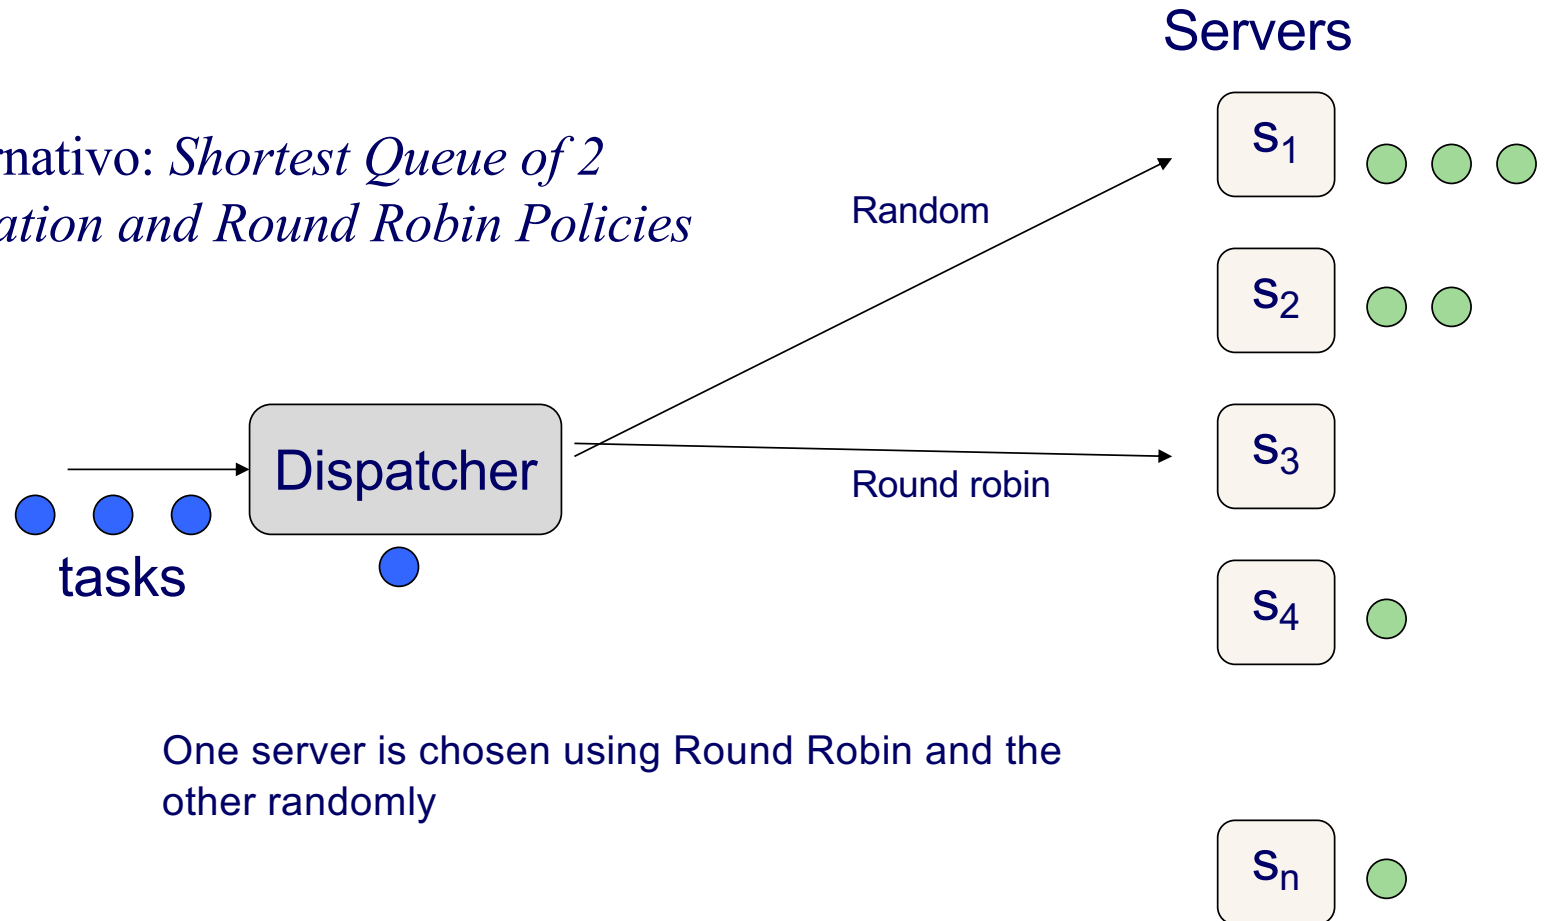 Servers
rnativo: Shortest Queue of 2
ation and Round Robin Policies
s1
Random
s2
Dispatcher
s3
Round robin
tasks
s4
One server is chosen using Round Robin and the
other randomly
sn